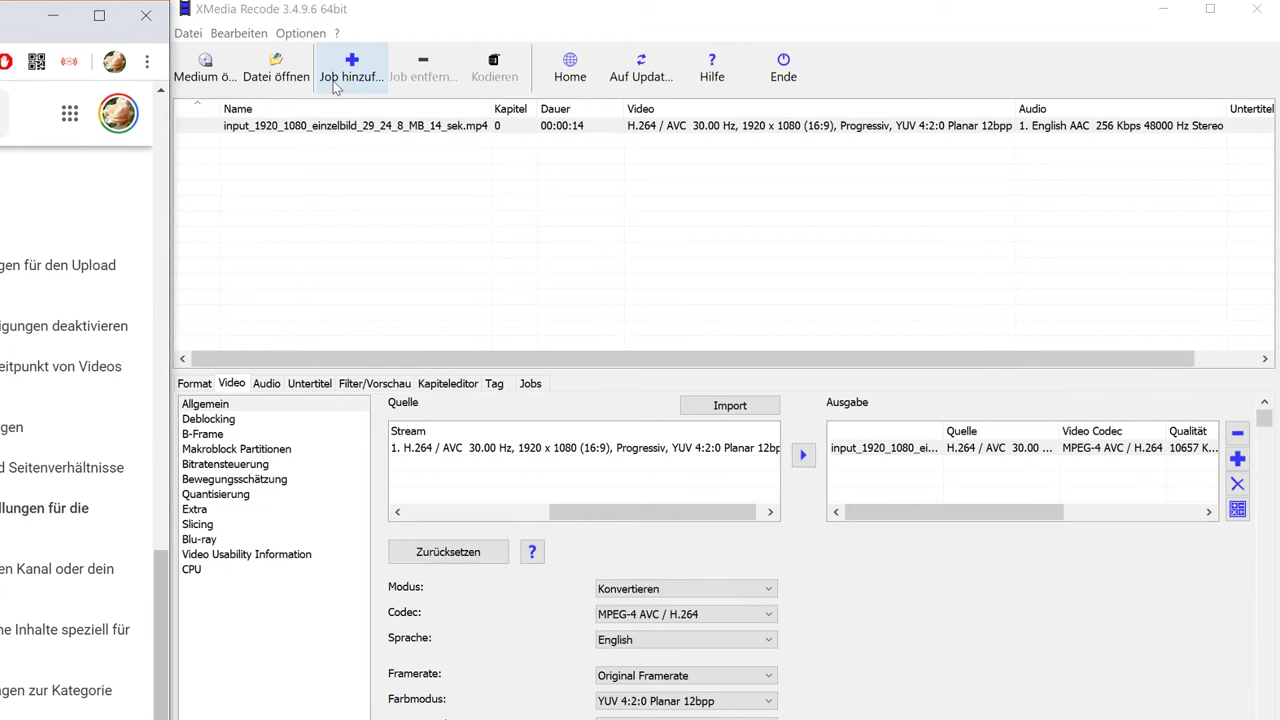 XMedia Recode 3.4.9.6 64bit
Datei Bearbeiten Optionen ?
Medium ö... Datei öffnen Job hinzuf... Job entfern... Kodieren Home Auf Updat... Hilfe Ende
Name Kapitel Dauer Video Audio Untertitel
input_1920_1080_einzelbild_29_24_8_MB_14_sek.mp4 0 00:00:14 H.264 / AVC 30.00 Hz, 1920 x 1080 (16:9), Progressiv, YUV 4:2:0 Planar 12bpp 1. English AAC 256 Kbps 48000 Hz Stereo
gen für den Upload
igungen deaktivieren
eitpunkt von Videos
gen
d Seitenverhältnisse
llungen für die
en Kanal oder dein
ne Inhalte speziell für
ngen zur Kategorie
Format Video Audio Untertitel Filter/Vorschau Kapiteleditor Tag Jobs
Allgemein
Deblocking
B-Frame
Makroblock Partitionen
Bitratensteuerung
Bewegungsschätzung
Quantisierung
Extra
Slicing
Blu-ray
Video Usability Information
CPU
Quelle Import Ausgabe
Stream
1. H.264 / AVC 30.00 Hz, 1920 x 1080 (16:9), Progressiv, YUV 4:2:0 Planar 12bp
Quelle Video Codec Qualität
input_1920_1080_ei... H.264 / AVC 30.00 ... MPEG-4 AVC / H.264 10657 K...
Zurücksetzen ?
Modus: Konvertieren
Codec: MPEG-4 AVC / H.264
Sprache: English
Framerate: Original Framerate
Farbmodus: YUV 4:2:0 Planar 12bpp